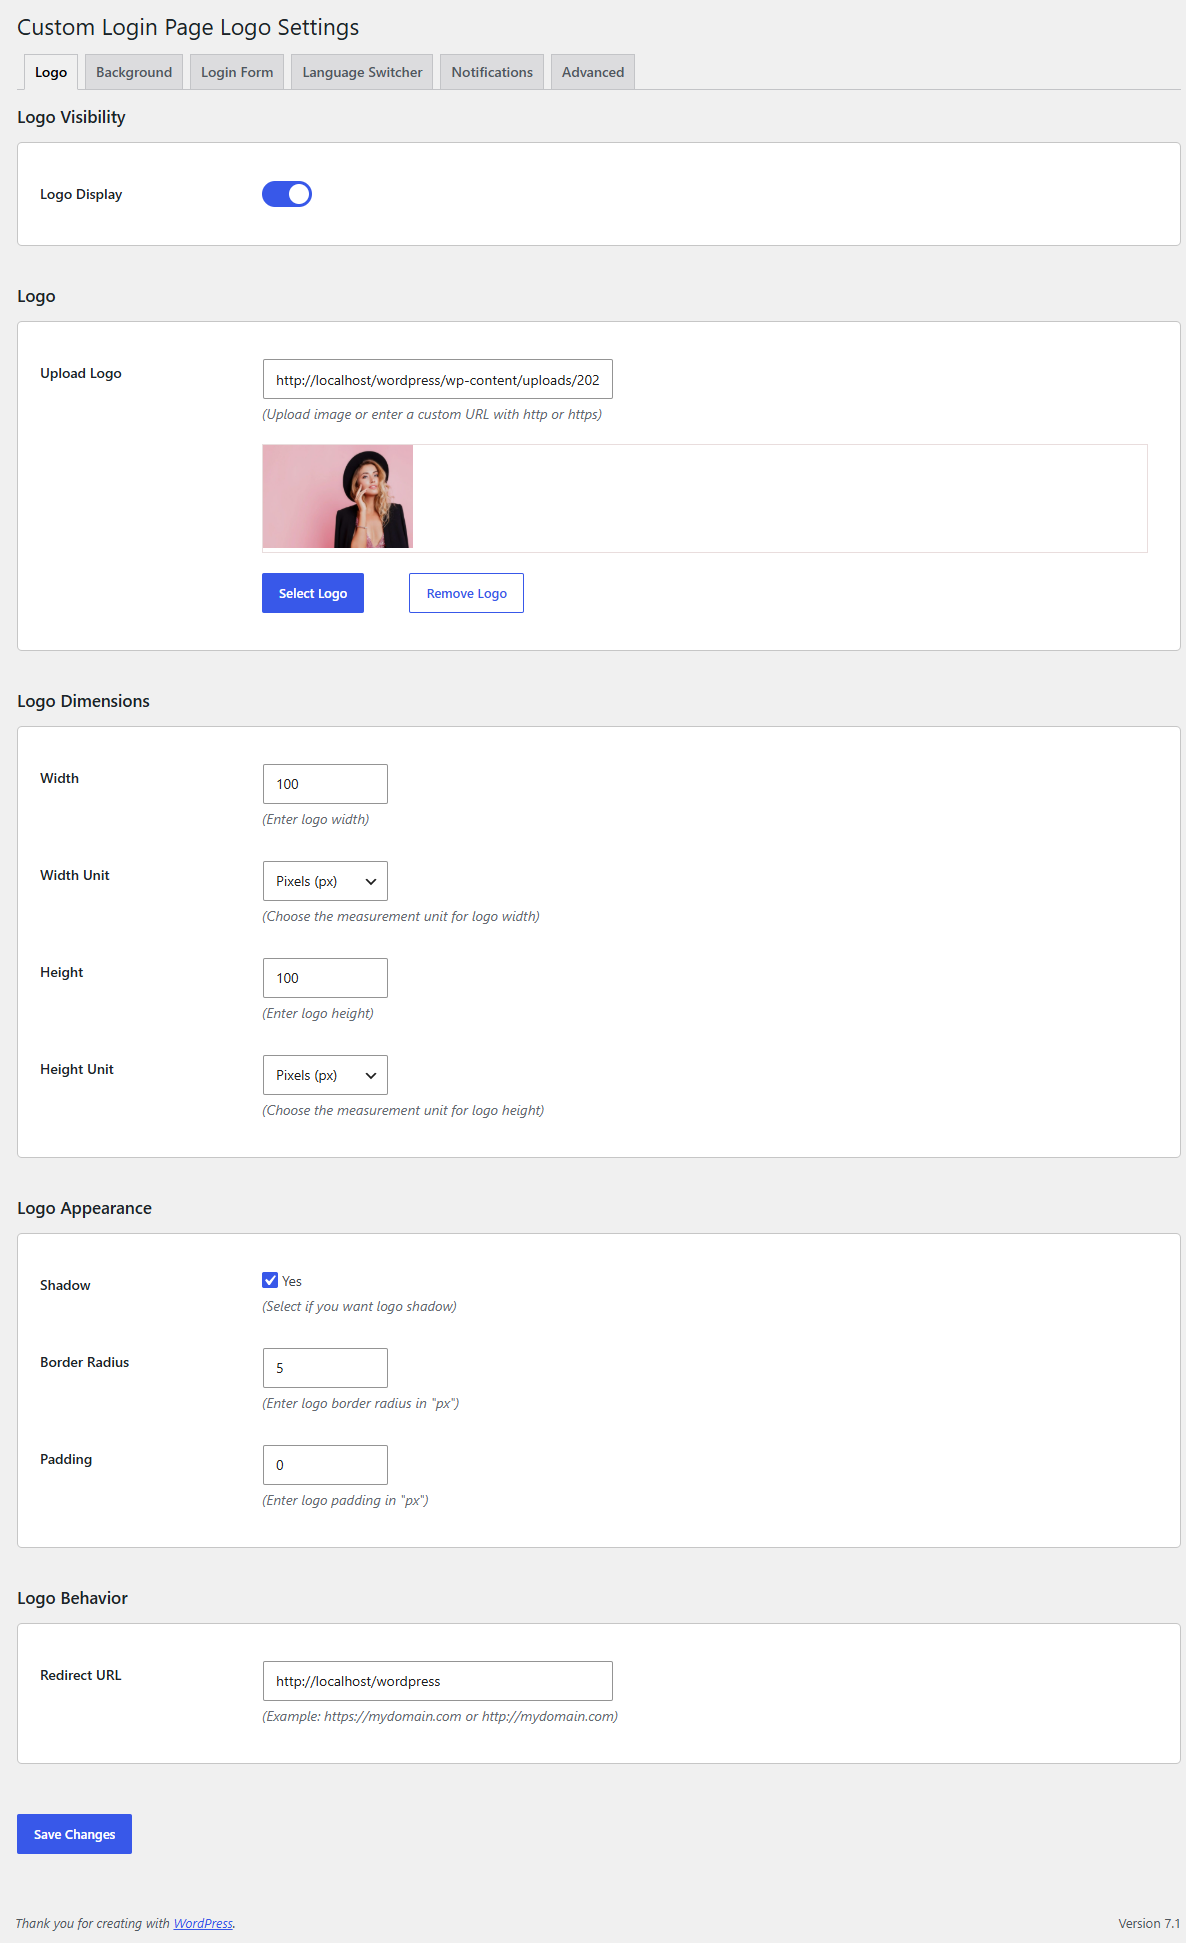 Custom Login Page Logo Settings
Logo
Background
Login Form
Language Switcher
Notifications
Advanced
Logo Visibility
Logo Display
Logo
Upload Logo
http://localhost/wordpress/wp-content/uploads/202
(Upload image or enter a custom URL with http or https)
Select Logo
Remove Logo
Logo Dimensions
Width
100
(Enter logo width)
Width Unit
Pixels (px)
(Choose the measurement unit for logo width)
Height
100
(Enter logo height)
Height Unit
Pixels (px)
(Choose the measurement unit for logo height)
Logo Appearance
Shadow
Yes
(Select if you want logo shadow)
Border Radius
5
(Enter logo border radius in "px")
Padding
0
(Enter logo padding in "px")
Logo Behavior
Redirect URL
http://localhost/wordpress
(Example: https://mydomain.com or http://mydomain.com)
Save Changes
Thank you for creating with WordPress.
Version 7.1